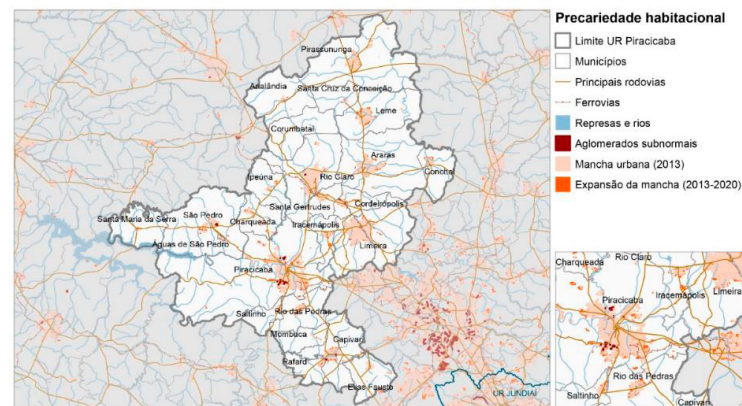 Precariedade habitacional
Limite UR Piracicaba
Municípios
Principais rodovias
Ferrovias
Represas e rios
Aglomerados subnormais
Mancha urbana (2013)
Expansão da mancha (2013-2020)
Pirassununga
Analândia
Santa Cruz da Conceição
Leme
Corumbataí
Araras
Ipeúna
Rio Claro
Conchal
Santa Gertrudes
Cordeirópolis
Santa Maria da Serra
São Pedro
Charqueada
Iracemápolis
Águas de São Pedro
Limeira
Piracicaba
Saltinho
Rio das Pedras
Mombuca
Capivari
Rafard
Elias Fausto
UR JUNDIAÍ
Charqueada
Rio Claro
Piracicaba
Iracemápolis
Limeira
Rio das Pedras
Saltinho
Capivari